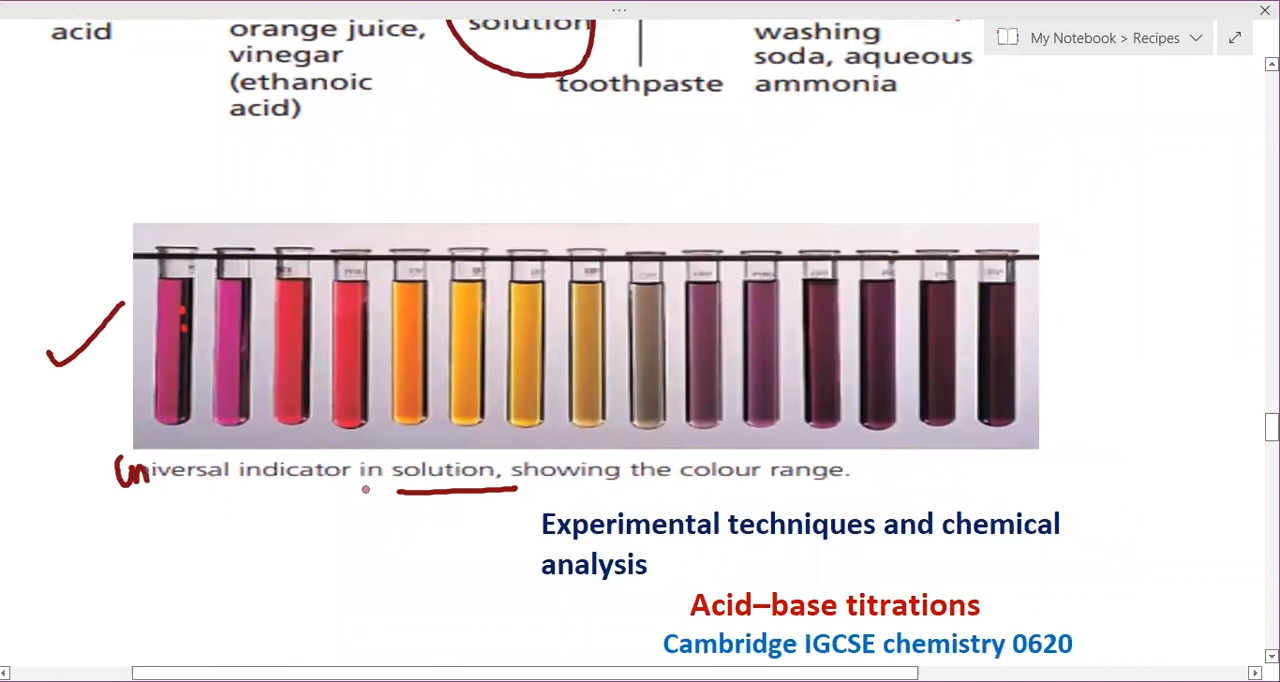 My Notebook > Recipes
acid
orange juice,
vinegar
(ethanoic
acid)
solution
toothpaste
washing
soda, aqueous
ammonia
Universal indicator in solution, showing the colour range.
Experimental techniques and chemical
analysis
Acid–base titrations
Cambridge IGCSE chemistry 0620